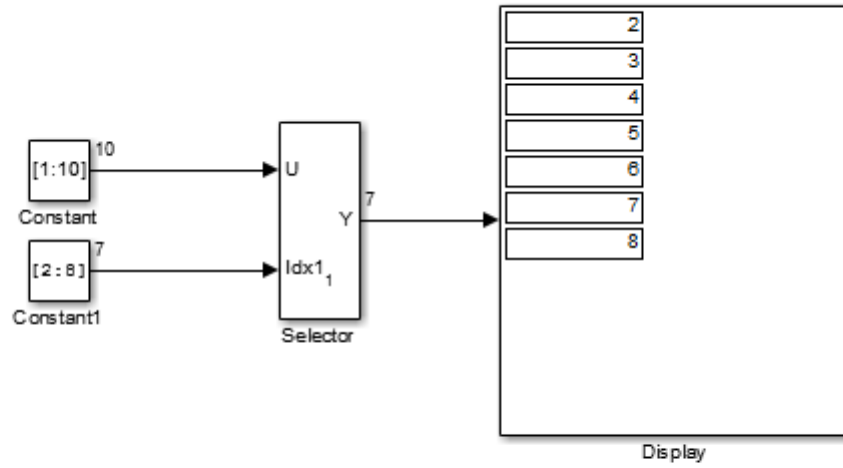 10
[1:10]
Constant
7
[2:8]
Constant1
U
Idx1 1
Y
Selector
7
2
3
4
5
6
7
8
Display